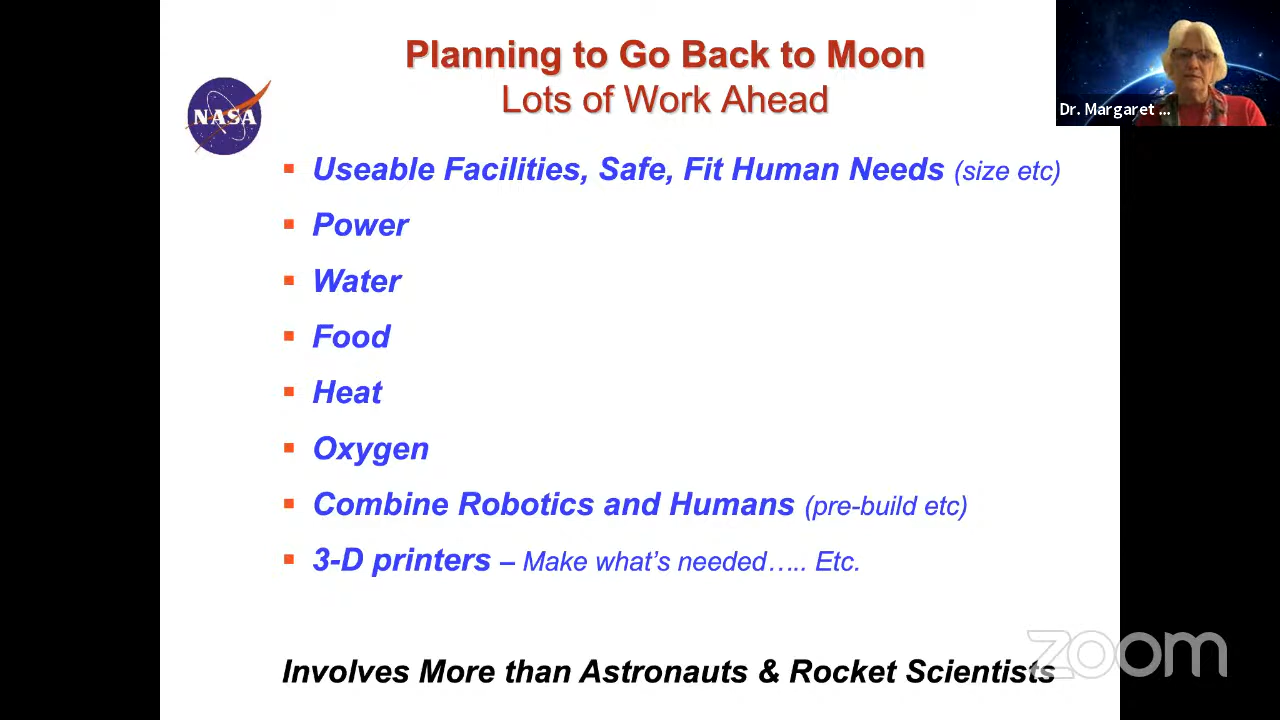 Planning to Go Back to Moon
Lots of Work Ahead
NASA
Dr. Margaret ...
Useable Facilities, Safe, Fit Human Needs (size etc)
Power
Water
Food
Heat
Oxygen
Combine Robotics and Humans (pre-build etc)
3-D printers – Make what's needed….. Etc.
Involves More than Astronauts & Rocket Scientists
zoom